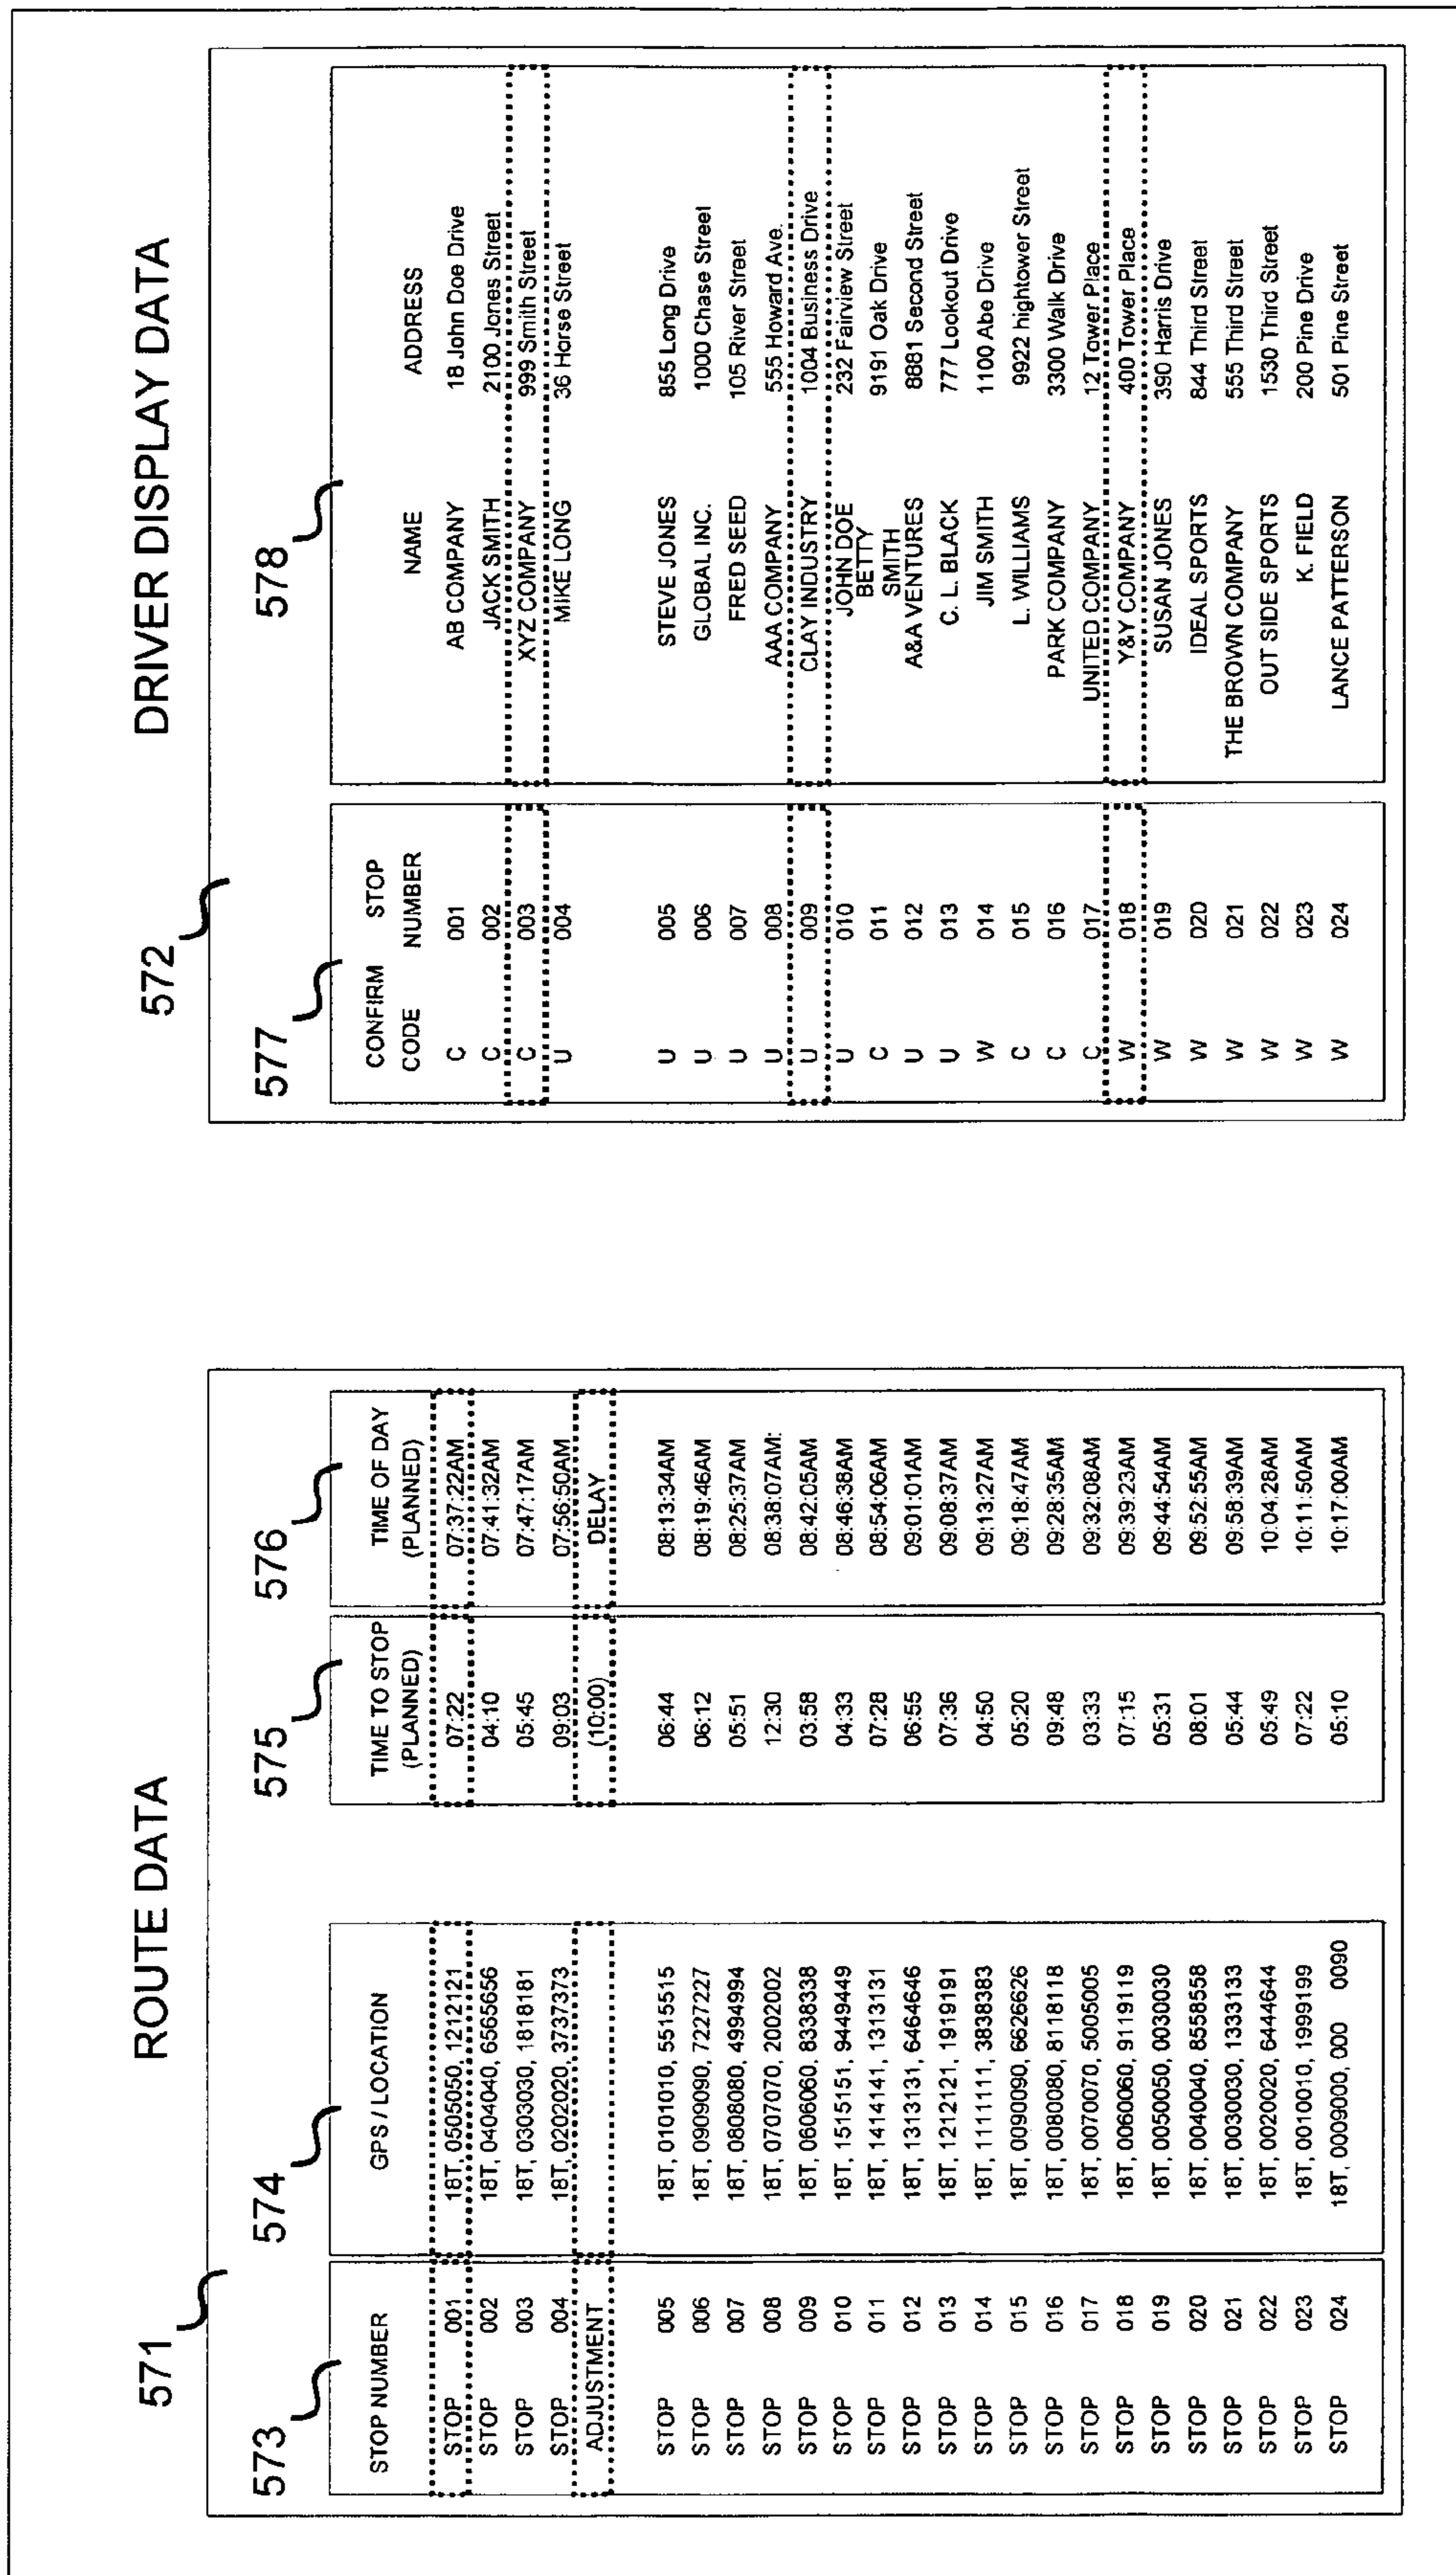 ROUTE DATA
571
573
574
575
576
STOP NUMBER GPS / LOCATION TIME TO STOP (PLANNED) TIME OF DAY (PLANNED)
STOP 001 18T, 0505050, 1212121 07:22 07:37:22AM
STOP 002 18T, 0404040, 6565656 04:10 07:41:32AM
STOP 003 18T, 0303030, 1818181 05:45 07:47:17AM
STOP 004 18T, 0202020, 3737373 09:03 07:56:50AM
ADJUSTMENT (10:00) DELAY
STOP 005 18T, 0101010, 5515515 06:44 08:13:34AM
STOP 006 18T, 0909090, 7227227 06:12 08:19:46AM
STOP 007 18T, 0808080, 4994994 05:51 08:25:37AM
STOP 008 18T, 0707070, 2002002 12:30 08:38:07AM:
STOP 009 18T, 0606060, 8338338 03:58 08:42:05AM
STOP 010 18T, 1515151, 9449449 04:33 08:46:38AM
STOP 011 18T, 1414141, 1313131 07:28 08:54:06AM
STOP 012 18T, 1313131, 6464646 06:55 09:01:01AM
STOP 013 18T, 1212121, 1919191 07:36 09:08:37AM
STOP 014 18T, 1111111, 3838383 04:50 09:13:27AM
STOP 015 18T, 0090090, 6626626 05:20 09:18:47AM
STOP 016 18T, 0080080, 8118118 09:48 09:28:35AM
STOP 017 18T, 0070070, 5005005 03:33 09:32:08AM
STOP 018 18T, 0060060, 9119119 07:15 09:39:23AM
STOP 019 18T, 0050050, 0030030 05:31 09:44:54AM
STOP 020 18T, 0040040, 8558558 08:01 09:52:55AM
STOP 021 18T, 0030030, 1333133 05:44 09:58:39AM
STOP 022 18T, 0020020, 6444644 05:49 10:04:28AM
STOP 023 18T, 0010010, 1999199 07:22 10:11:50AM
STOP 024 18T, 0009000, 000 0090 05:10 10:17:00AM
DRIVER DISPLAY DATA
572
577
578
CONFIRM CODE STOP NUMBER NAME ADDRESS
C 001 AB COMPANY 18 John Doe Drive
C 002 JACK SMITH 2100 Jones Street
C 003 XYZ COMPANY 999 Smith Street
U 004 MIKE LONG 36 Horse Street
U 005 STEVE JONES 855 Long Drive
U 006 GLOBAL INC. 1000 Chase Street
U 007 FRED SEED 105 River Street
U 008 AAA COMPANY 555 Howard Ave.
U 009 CLAY INDUSTRY 1004 Business Drive
U 010 JOHN DOE 232 Fairview Street
C 011 BETTY SMITH 9191 Oak Drive
U 012 A&A VENTURES 8881 Second Street
U 013 C. L. BLACK 777 Lookout Drive
W 014 JIM SMITH 1100 Abe Drive
C 015 L. WILLIAMS 9922 hightower Street
C 016 PARK COMPANY 3300 Walk Drive
C 017 UNITED COMPANY 12 Tower Place
W 018 Y&Y COMPANY 400 Tower Place
W 019 SUSAN JONES 390 Harris Drive
W 020 IDEAL SPORTS 844 Third Street
W 021 THE BROWN COMPANY 555 Third Street
W 022 OUT SIDE SPORTS 1530 Third Street
W 023 K. FIELD 200 Pine Drive
W 024 LANCE PATTERSON 501 Pine Street